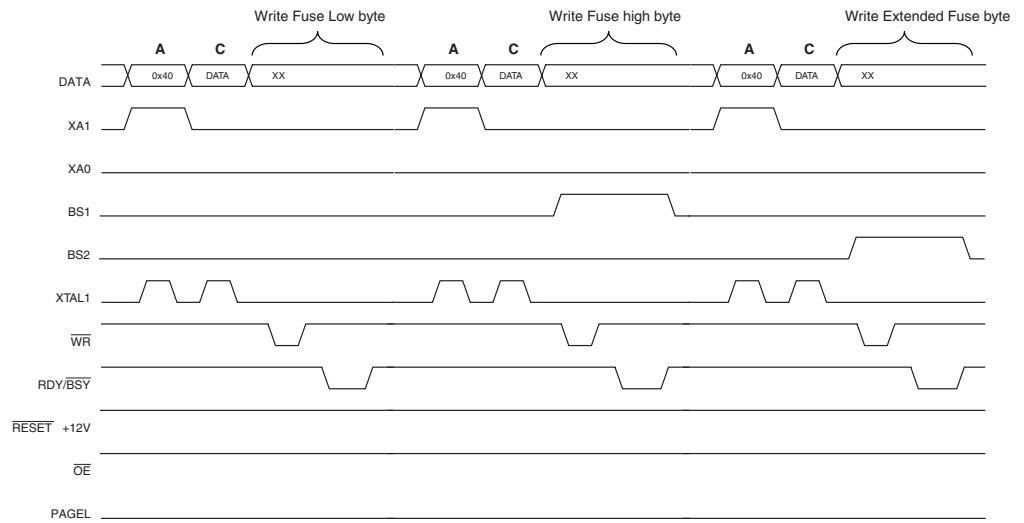 Write Fuse Low byte Write Fuse high byte Write Extended Fuse byte
A C A C A C
DATA 0x40 DATA XX 0x40 DATA XX 0x40 DATA XX
XA1
XA0
BS1
BS2
XTAL1
WR
RDY/BSY
RESET +12V
OE
PAGEL